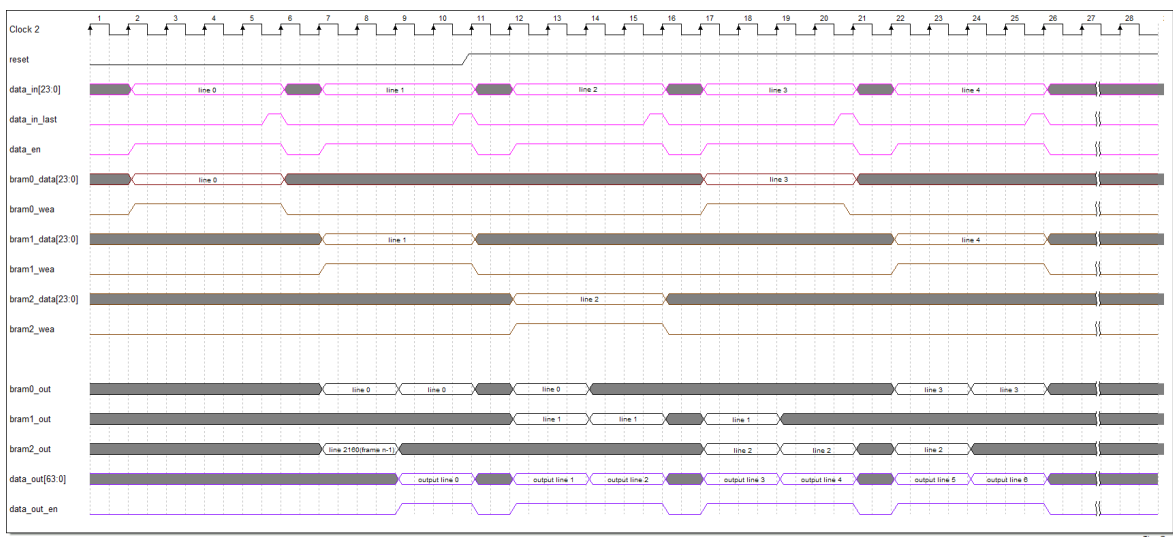 Clock 2 1 2 3 4 5 6 7 8 9 10 11 12 13 14 15 16 17 18 19 20 21 22 23 24 25 26 27 28
reset
data_in[23:0] line 0 line 1 line 2 line 3 line 4
data_in_last
data_en
bram0_data[23:0] line 0 line 3
bram0_wea
bram1_data[23:0] line 1 line 4
bram1_wea
bram2_data[23:0] line 2
bram2_wea
bram0_out line 0 line 0 line 0 line 3 line 3
bram1_out line 1 line 1 line 1
bram2_out line 2160(frame n-1) line 2 line 2 line 2
data_out[63:0] output line 0 output line 1 output line 2 output line 3 output line 4 output line 5 output line 6
data_out_en